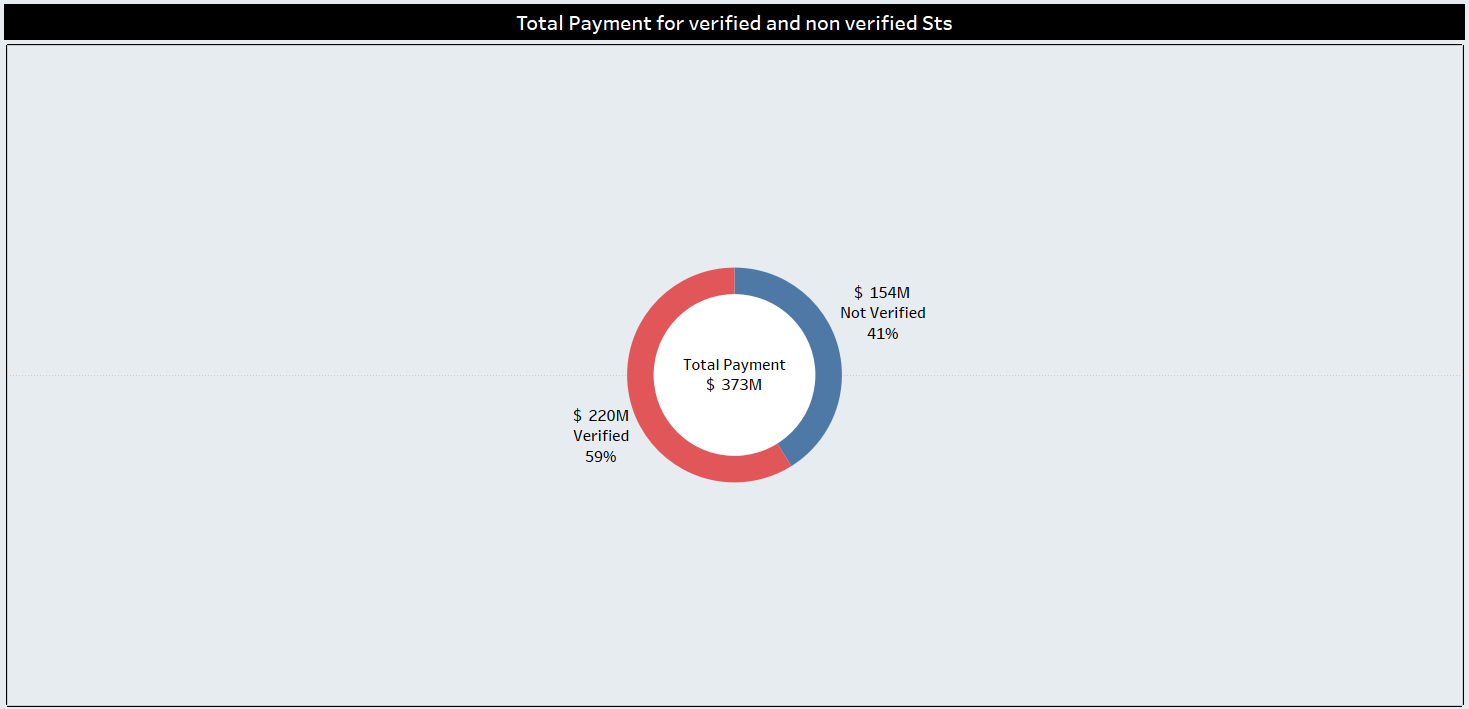 Total Payment for verified and non verified Sts
$ 154M
Not Verified
41%
Total Payment
$ 373M
$ 220M
Verified
59%